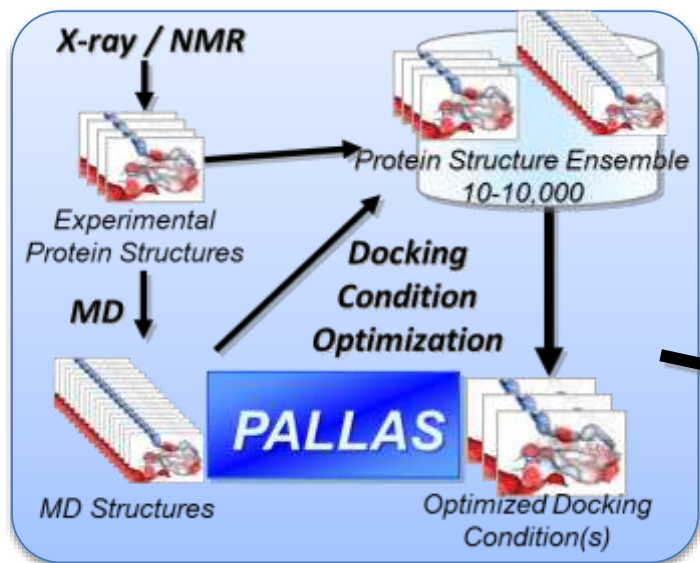 X-ray / NMR
Experimental
Protein Structures
MD
MD Structures
Protein Structure Ensemble
10-10,000
Docking
Condition
Optimization
PALLAS
Optimized Docking
Condition(s)